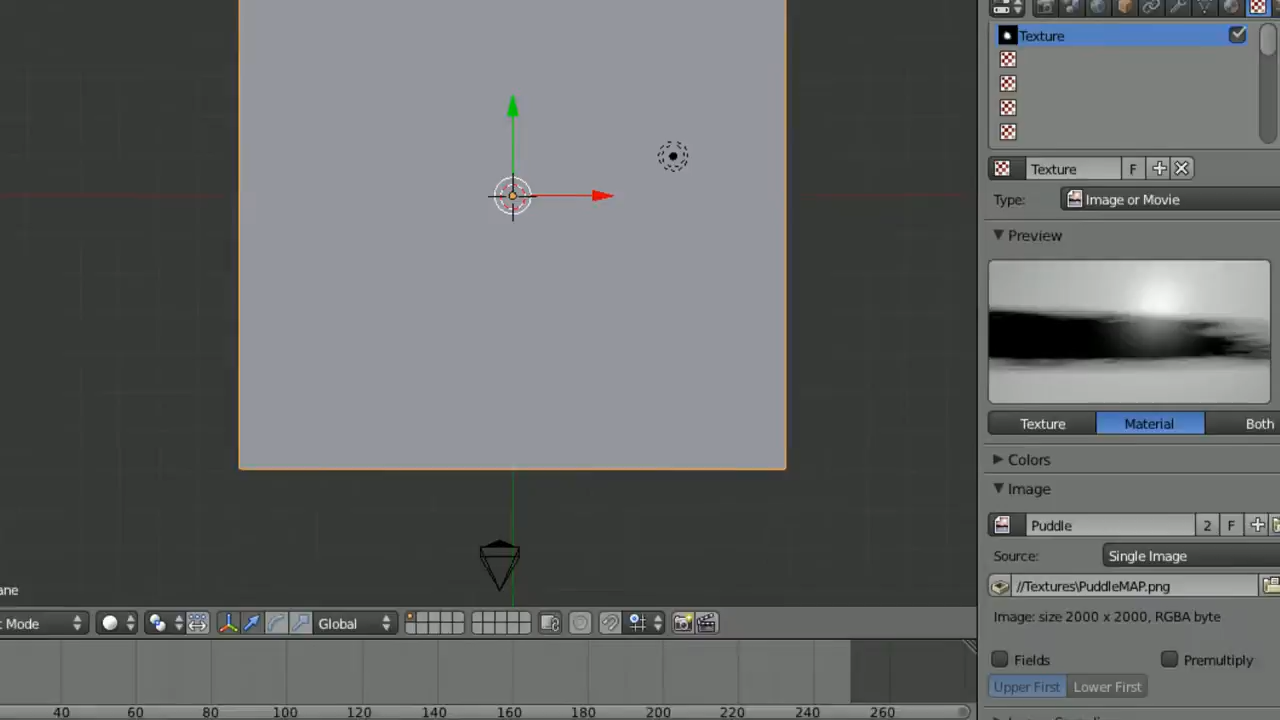 Texture
Texture F
Type: Image or Movie
Preview
Texture Material Both
Colors
Image
Puddle 2 F
Source: Single Image
//Textures\PuddleMAP.png
Image: size 2000 x 2000, RGBA byte
Fields Premultiply
Upper First Lower First
ane
t Mode Global
40 60 80 100 120 140 160 180 200 220 240 260